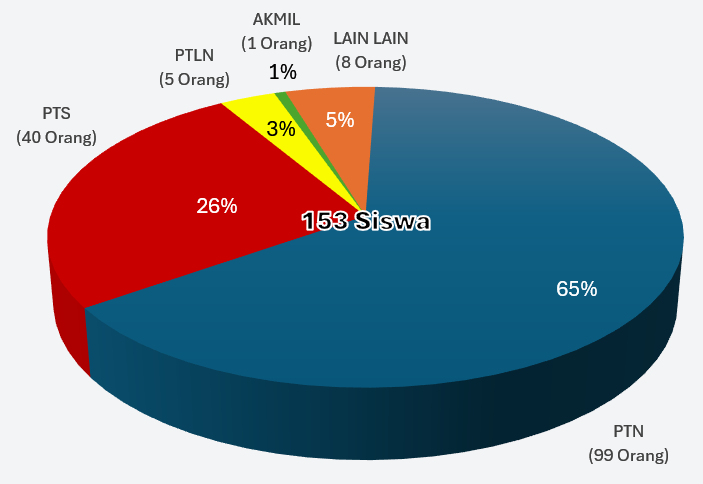 AKMIL
(1 Orang)
LAIN LAIN
(8 Orang)
PTLN
(5 Orang)
1%
PTS
(40 Orang)
3%
5%
26%
153 Siswa
65%
PTN
(99 Orang)